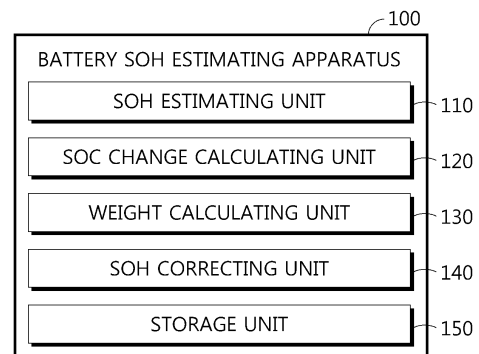 100
BATTERY SOH ESTIMATING APPARATUS
SOH ESTIMATING UNIT
110
SOC CHANGE CALCULATING UNIT
120
WEIGHT CALCULATING UNIT
130
SOH CORRECTING UNIT
140
STORAGE UNIT
150